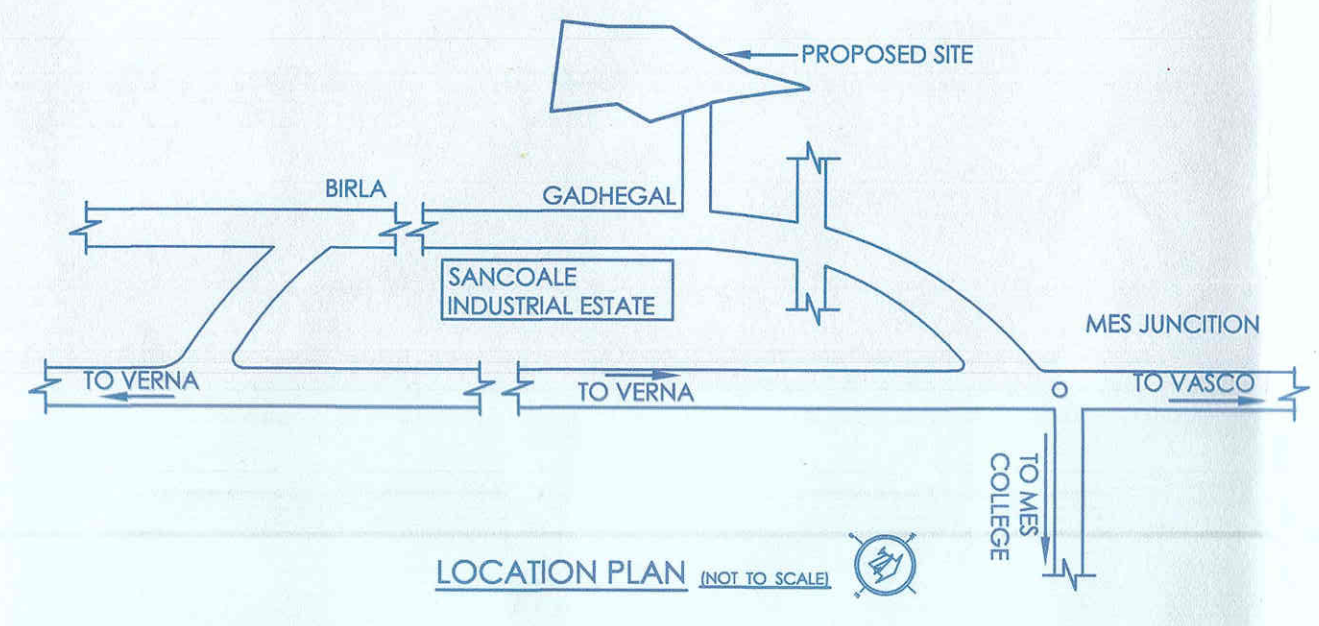 PROPOSED SITE
BIRLA
GADHEGAL
SANCOALE
INDUSTRIAL ESTATE
MES JUNCITION
TO VERNA
TO VERNA
TO VASCO
TO MES
COLLEGE
LOCATION PLAN (NOT TO SCALE)